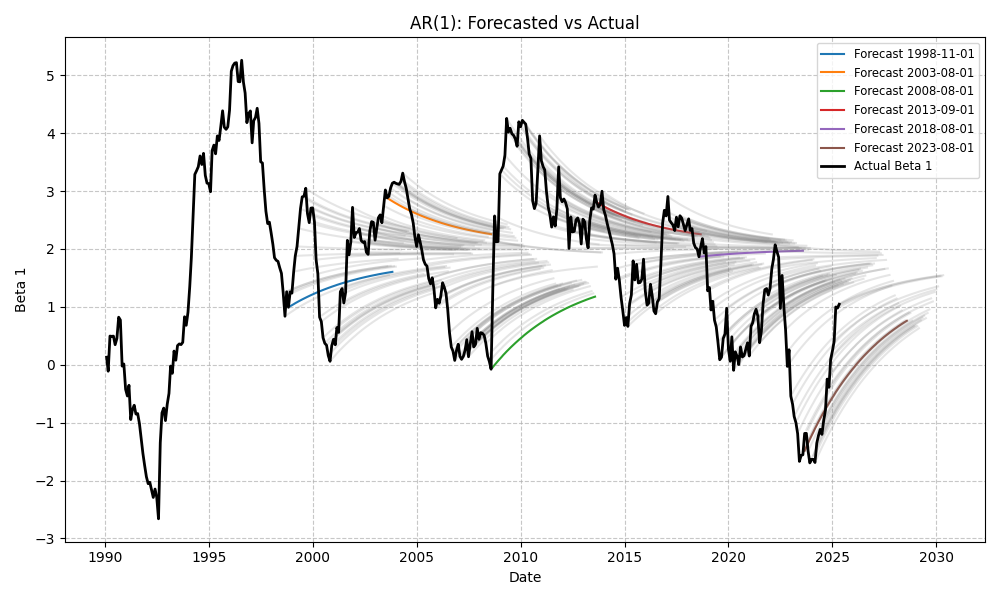 AR(1): Forecasted vs Actual
Forecast 1998-11-01
Forecast 2003-08-01
Forecast 2008-08-01
Forecast 2013-09-01
Forecast 2018-08-01
Forecast 2023-08-01
Actual Beta 1
Beta 1
5
4
3
2
1
0
−1
−2
−3
1990 1995 2000 2005 2010 2015 2020 2025 2030
Date